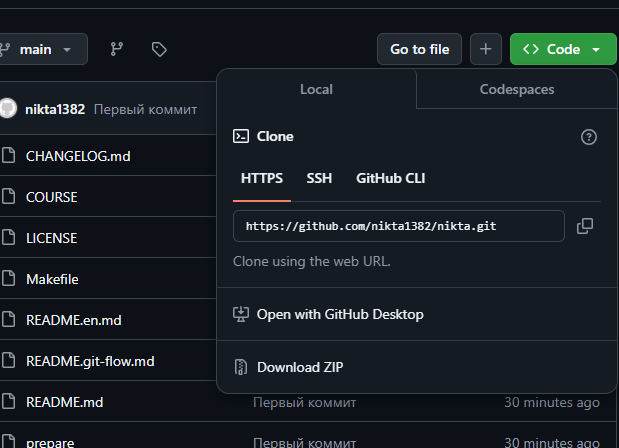 main
Go to file
Code
nikta1382 Первый коммит
Local
Codespaces
Clone
CHANGELOG.md
HTTPS
SSH
GitHub CLI
COURSE
https://github.com/nikta1382/nikta.git
LICENSE
Clone using the web URL.
Makefile
Open with GitHub Desktop
README.en.md
README.git-flow.md
Download ZIP
README.md Первый коммит 30 minutes ago
prepare Первый коммит 30 minutes ago